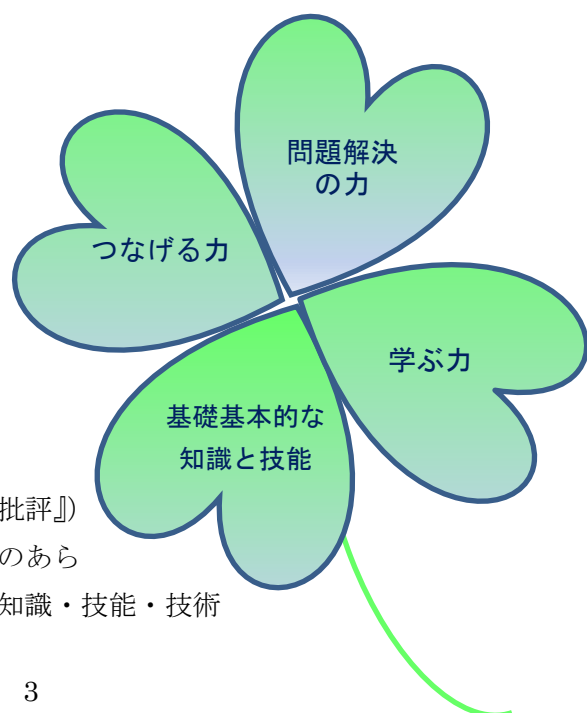 問題解決
の力
つなげる力
学ぶ力
基礎基本的な
知識と技能
批評』)
のあら
知識・技能・技術
3